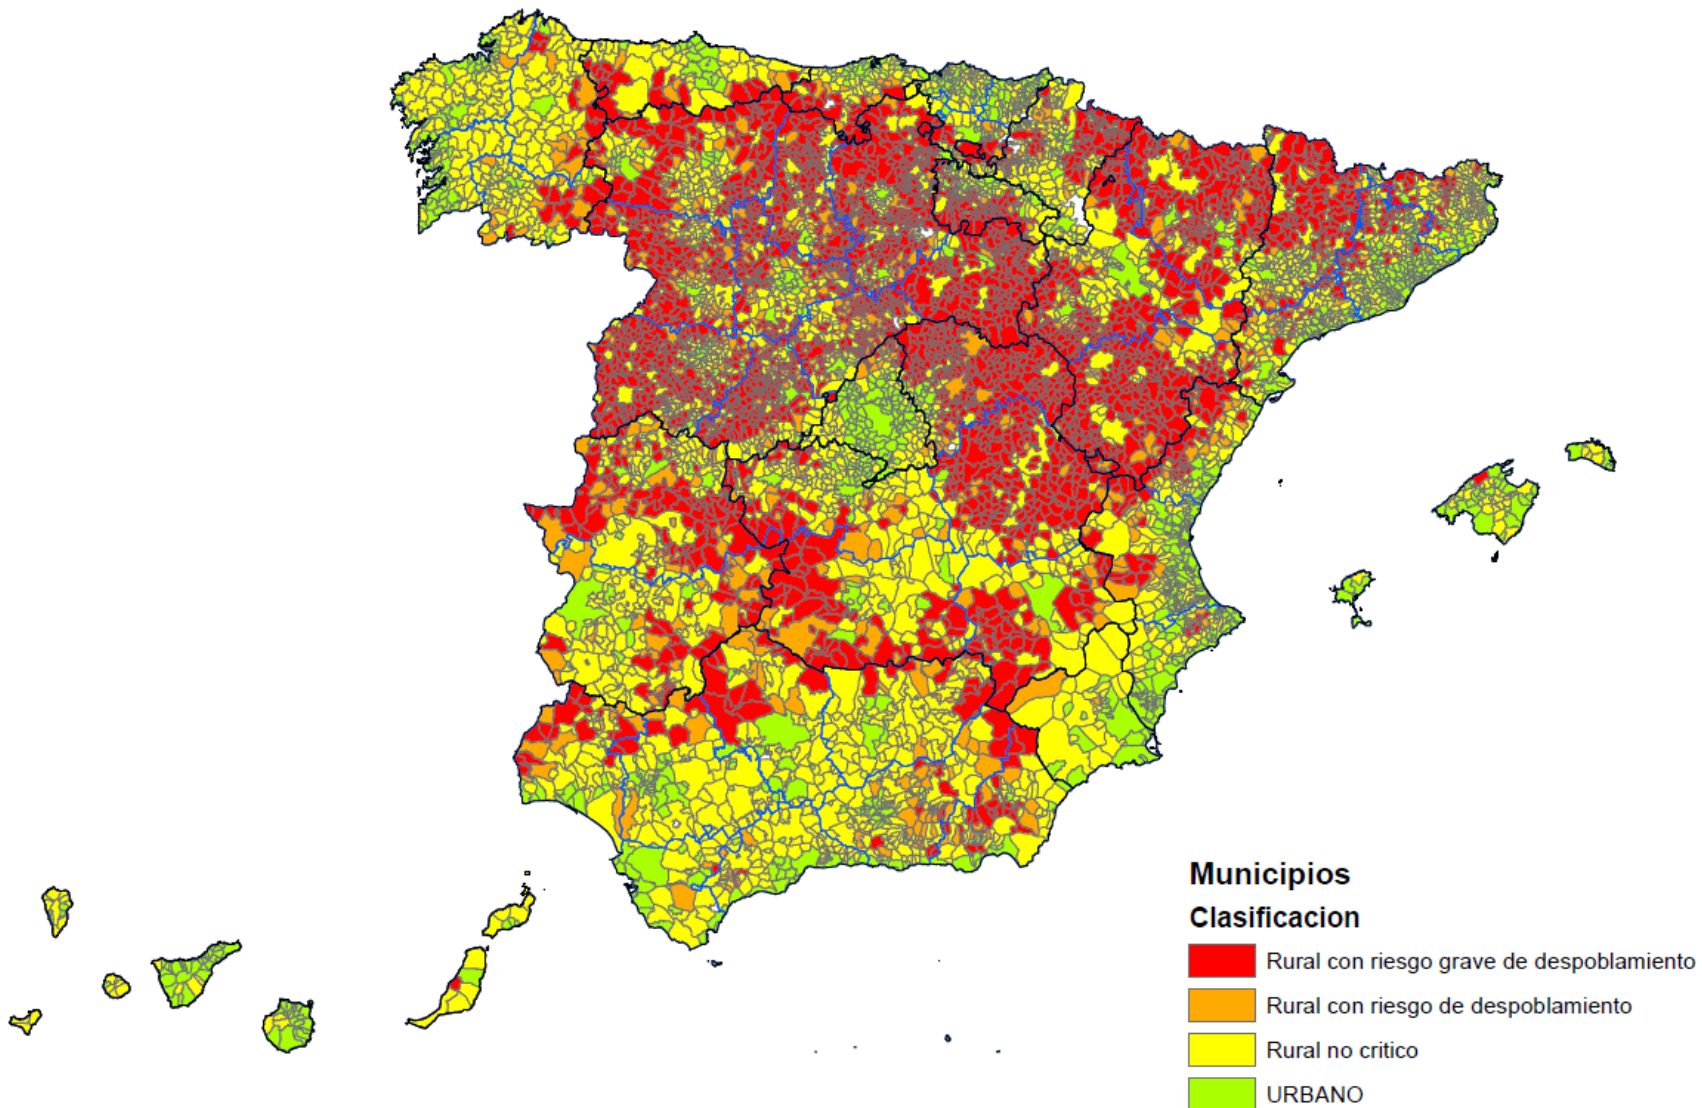 Municipios
Clasificacion
Rural con riesgo grave de despoblamiento
Rural con riesgo de despoblamiento
Rural no critico
URBANO